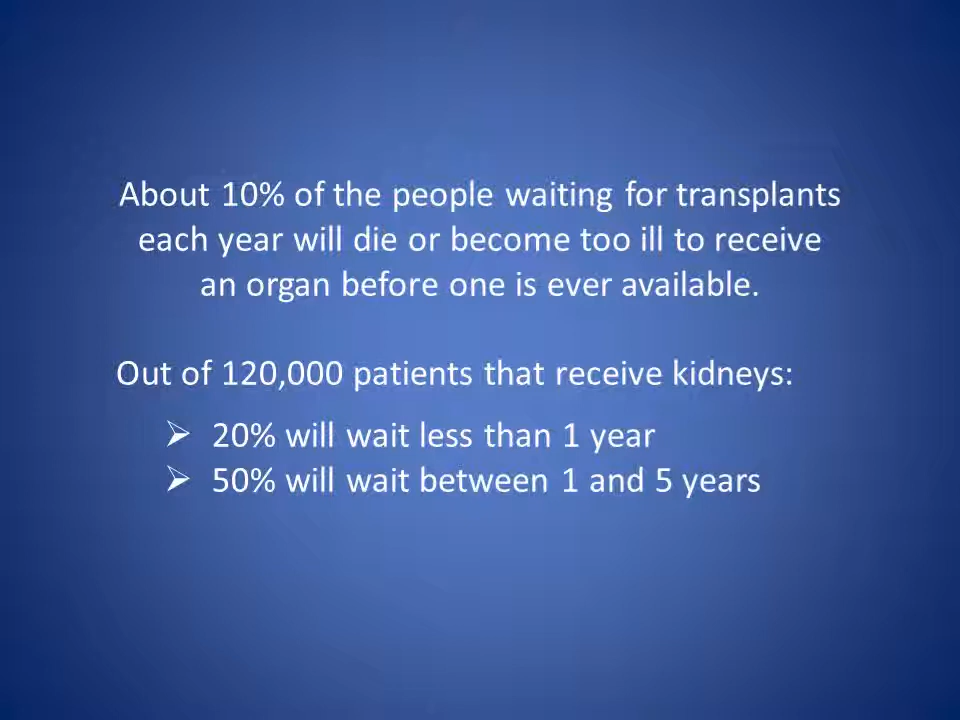 About 10% of the people waiting for transplants
each year will die or become too ill to receive
an organ before one is ever available.
Out of 120,000 patients that receive kidneys:
➢ 20% will wait less than 1 year
➢ 50% will wait between 1 and 5 years